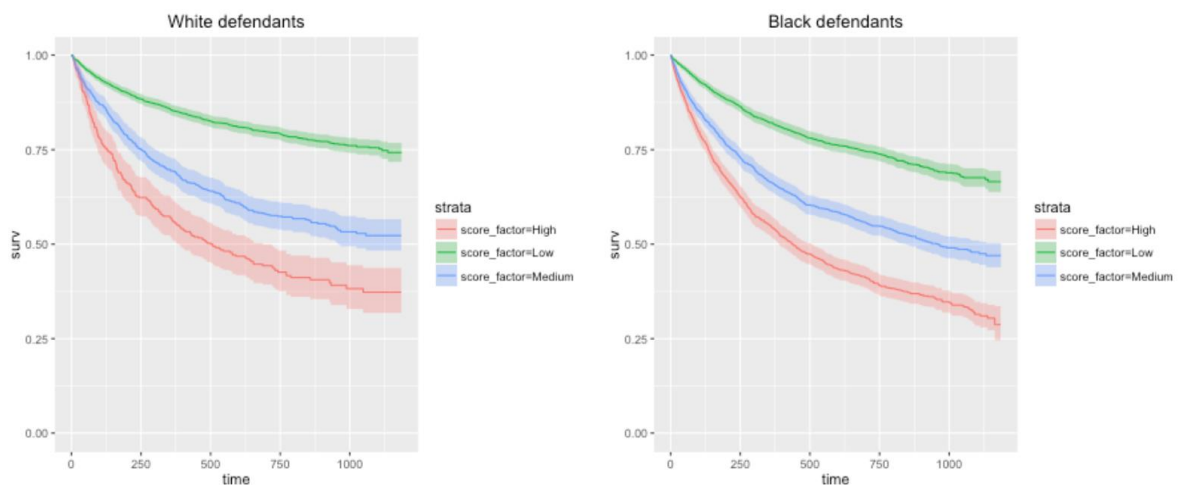 White defendants
1.00
0.75
0.50
0.25
0.00
surv
0 250 500 750 1000
time
strata
score_factor=High
score_factor=Low
score_factor=Medium
Black defendants
1.00
0.75
0.50
0.25
0.00
surv
0 250 500 750 1000
time
strata
score_factor=High
score_factor=Low
score_factor=Medium